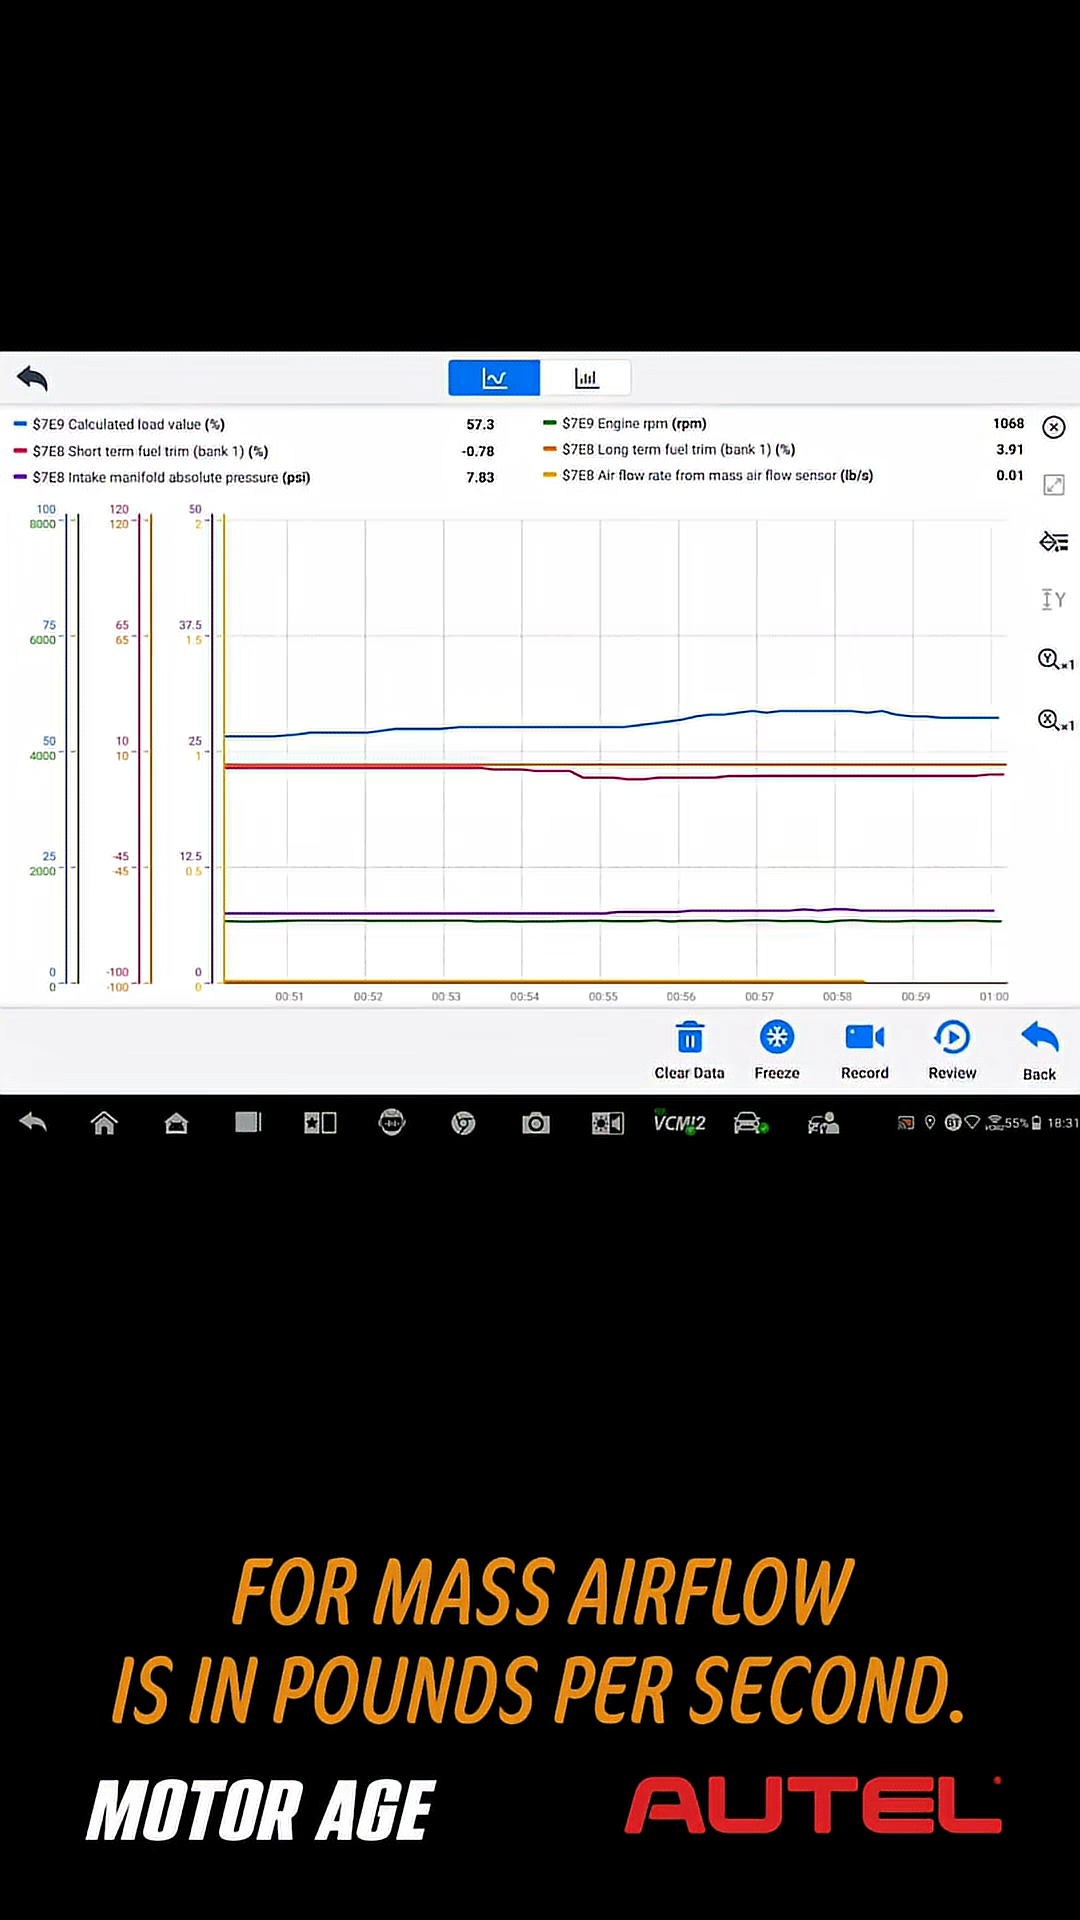 $7E9 Calculated load value (%) 57.3 $7E9 Engine rpm (rpm) 1068
$7E8 Short term fuel trim (bank 1) (%) -0.78 $7E8 Long term fuel trim (bank 1) (%) 3.91
$7E8 Intake manifold absolute pressure (psi) 7.83 $7E8 Air flow rate from mass air flow sensor (lb/s) 0.01
100 120 50
8000 120 2
75 65 37.5
6000 65 1.5
Y
Y ×1
X ×1
50 10 25
4000 10 1
25 -45 12.5
2000 -45 0.5
0 -100 0
0 -100 0
00:51 00:52 00:53 00:54 00:55 00:56 00:57 00:58 00:59 01:00
Clear Data Freeze Record Review Back
VCMI2 BT VCI2 55% 18:31
FOR MASS AIRFLOW
IS IN POUNDS PER SECOND.
MOTOR AGE AUTEL